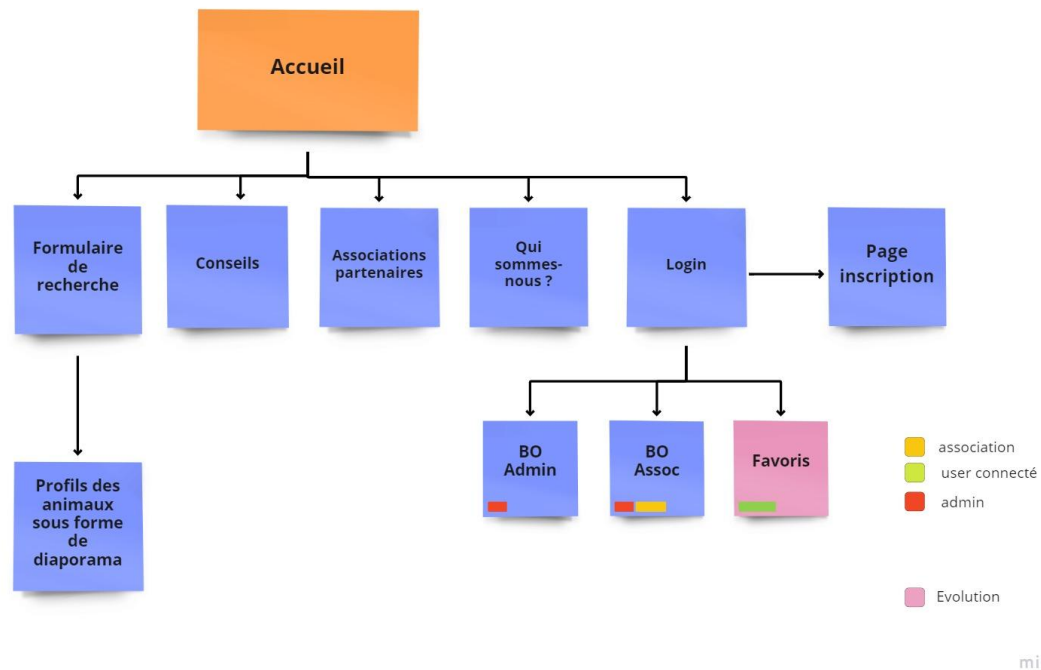 Accueil
Formulaire
de
recherche
Conseils
Associations
partenaires
Qui
sommes-
nous ?
Login
Page
inscription
Profils des
animaux
sous forme
de
diaporama
BO
Admin
BO
Assoc
Favoris
association
user connecté
admin
Evolution
mi